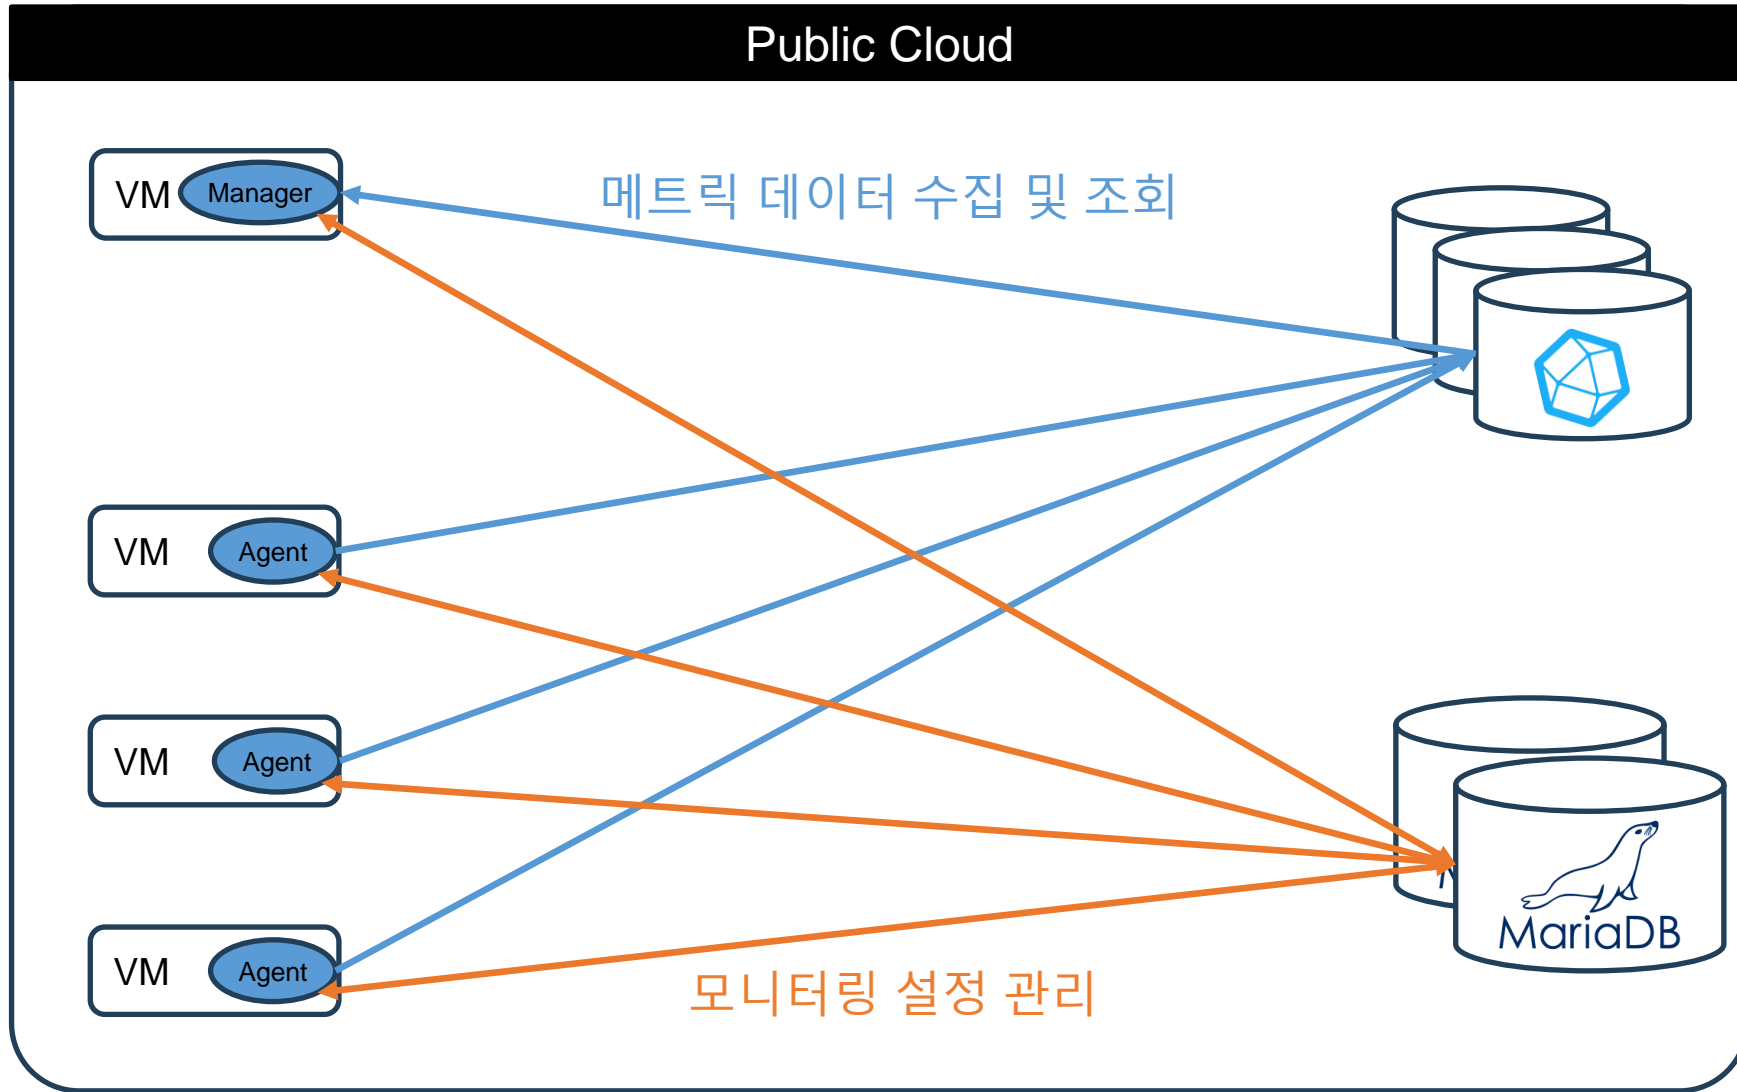 Public Cloud
VM Manager
메트릭 데이터 수집 및 조회
VM Agent
VM Agent
MariaDB
VM Agent
모니터링 설정 관리